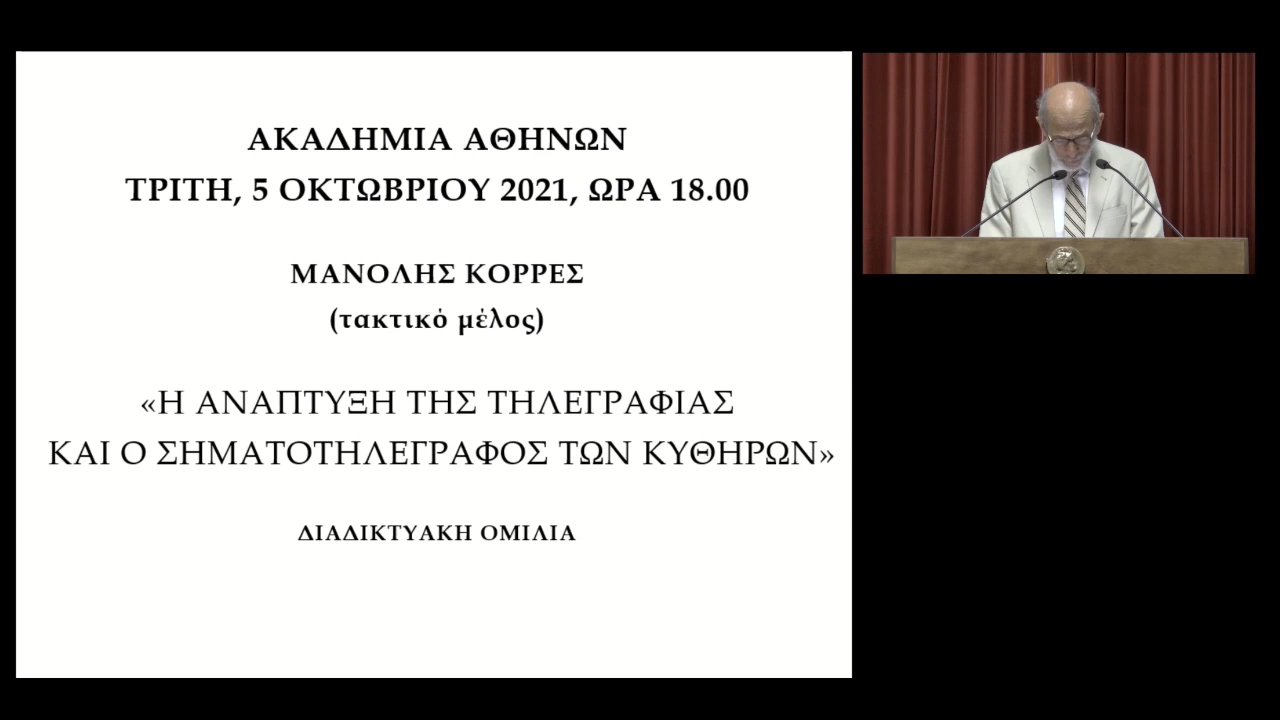 ΑΚΑΔΗΜΙΑ ΑΘΗΝΩΝ
ΤΡΙΤΗ, 5 ΟΚΤΩΒΡΙΟΥ 2021, ΩΡΑ 18.00
ΜΑΝΟΛΗΣ ΚΟΡΡΕΣ
(τακτικό μέλος)
«Η ΑΝΑΠΤΥΞΗ ΤΗΣ ΤΗΛΕΓΡΑΦΙΑΣ
ΚΑΙ Ο ΣΗΜΑΤΟΤΗΛΕΓΡΑΦΟΣ ΤΩΝ ΚΥΘΗΡΩΝ»
ΔΙΑΔΙΚΤΥΑΚΗ ΟΜΙΛΙΑ